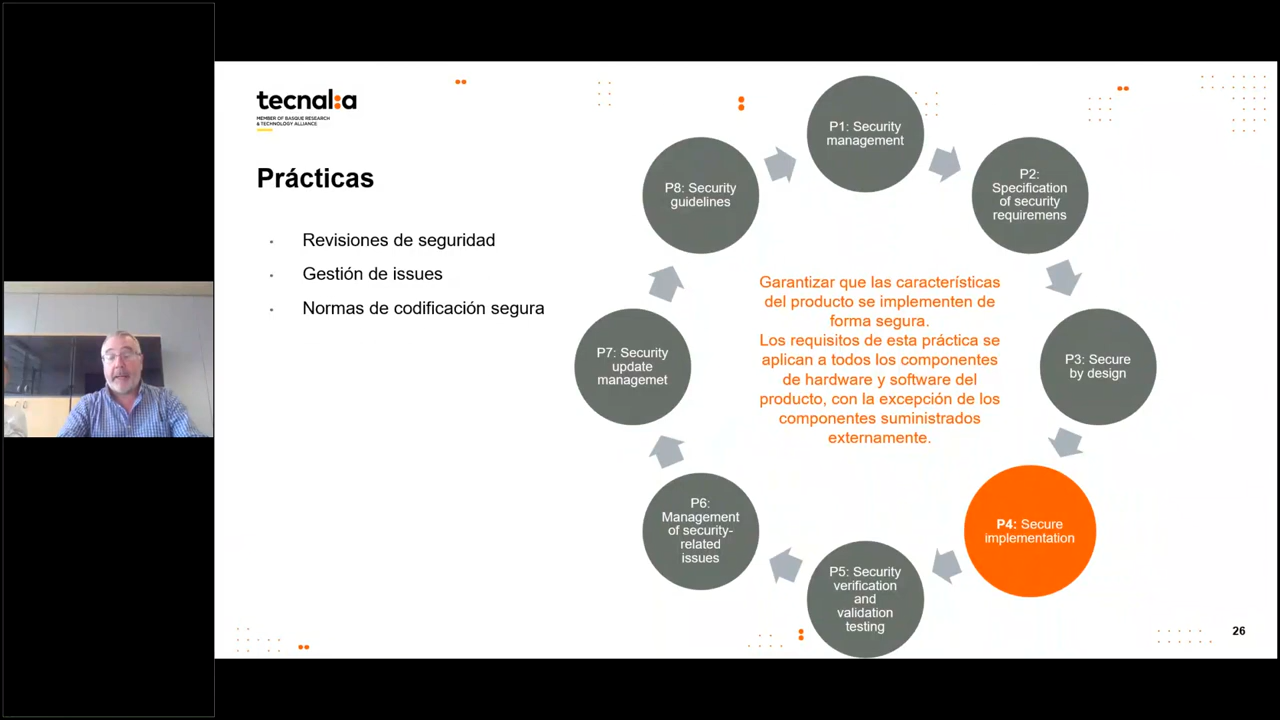 tecnal:a
MEMBER OF BASQUE RESEARCH
& TECHNOLOGY ALLIANCE
Prácticas
Revisiones de seguridad
Gestión de issues
Normas de codificación segura
P1: Security
management
P2:
Specification
of security
requiremens
P3: Secure
by design
P4: Secure
implementation
P5: Security
verification
and
validation
testing
P6:
Management
of security-
related
issues
P7: Security
update
managemet
P8: Security
guidelines
Garantizar que las características
del producto se implementen de
forma segura.
Los requisitos de esta práctica se
aplican a todos los componentes
de hardware y software del
producto, con la excepción de los
componentes suministrados
externamente.
26